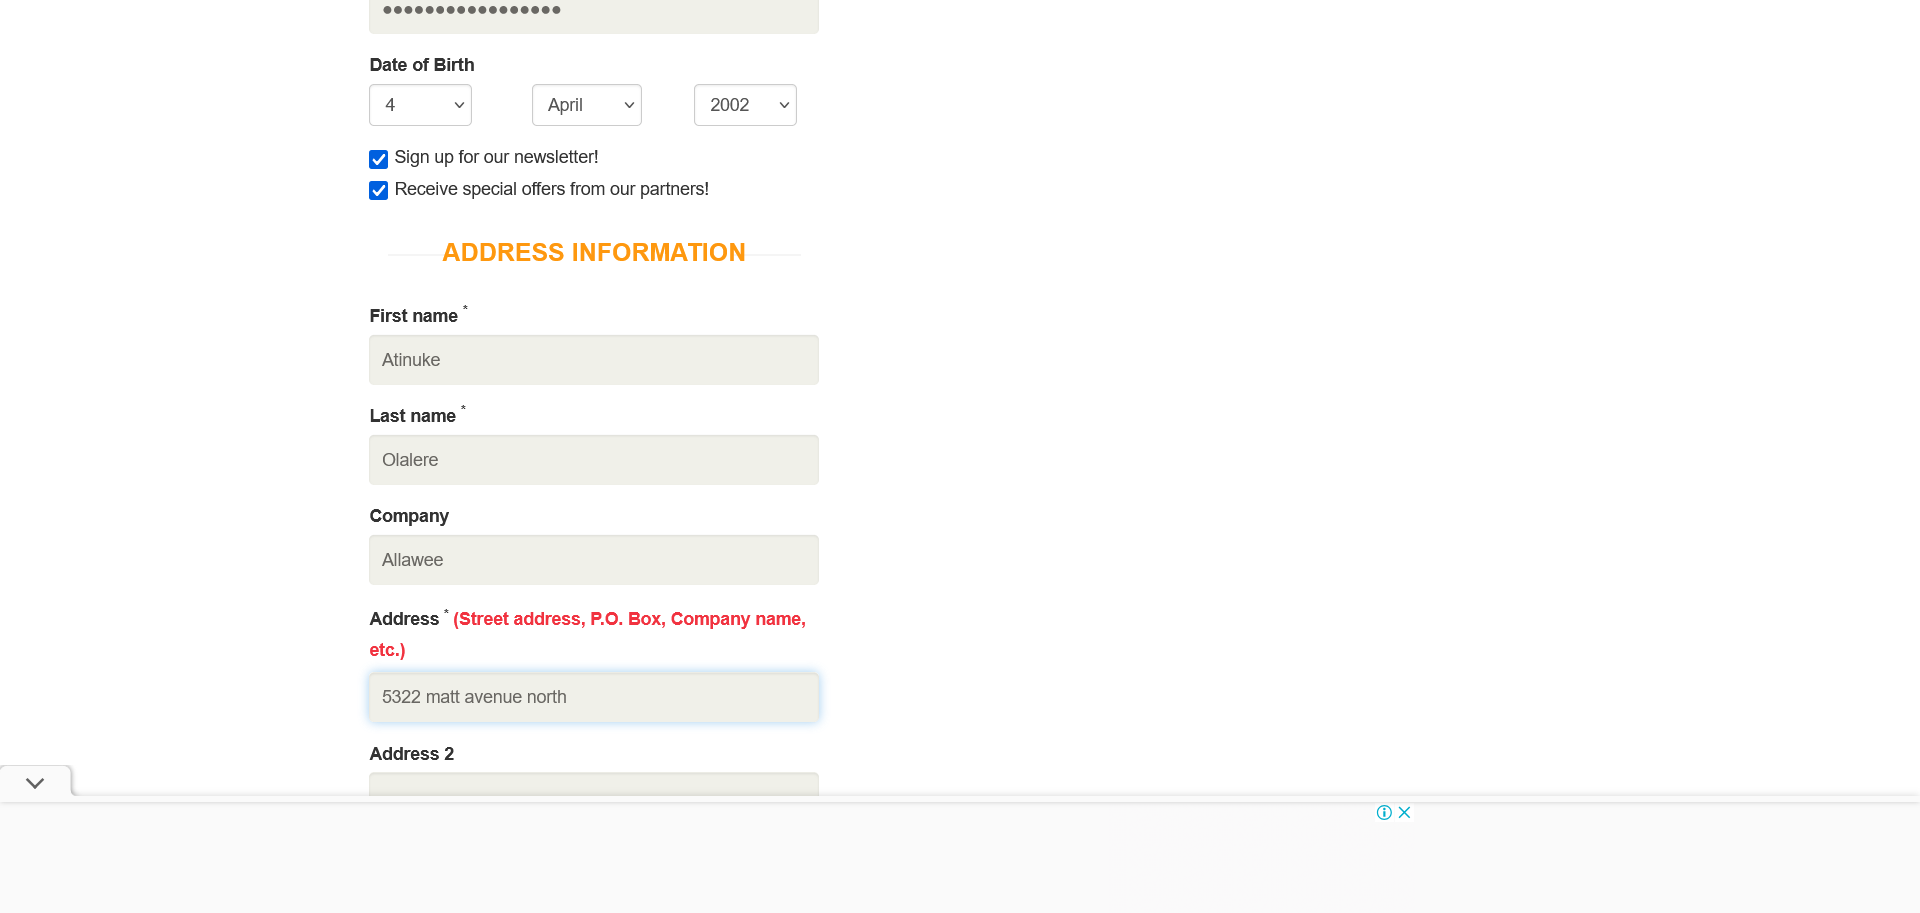 •••••••••••••••••
Date of Birth
4 April 2002
Sign up for our newsletter!
Receive special offers from our partners!
ADDRESS INFORMATION
First name *
Atinuke
Last name *
Olalere
Company
Allawee
Address * (Street address, P.O. Box, Company name,
etc.)
5322 matt avenue north
Address 2